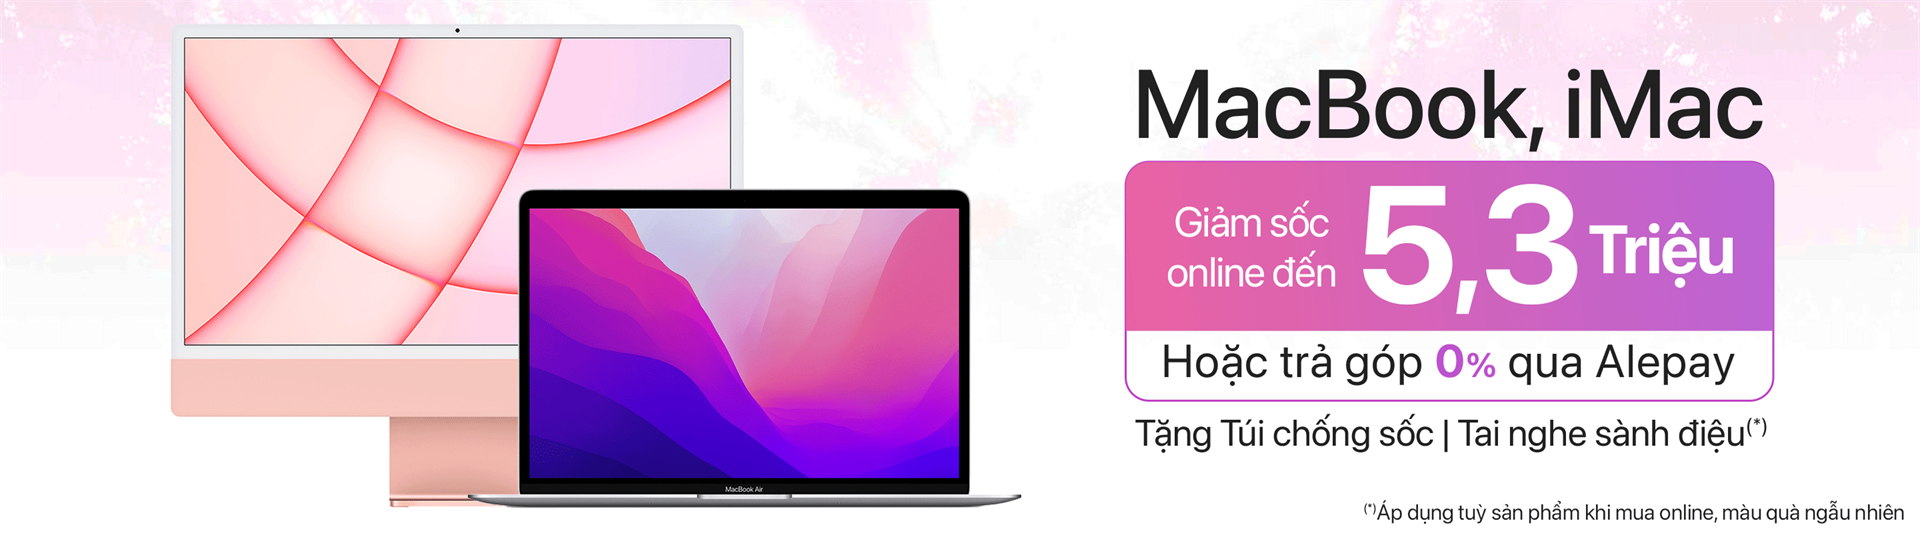 MacBook, iMac
Giảm sốc
online đến
5,3 Triệu
Hoặc trả góp 0% qua Alepay
Tặng Túi chống sốc | Tai nghe sành điệu(*)
(*)Áp dụng tuỳ sản phẩm khi mua online, màu quà ngẫu nhiên
MacBook Air